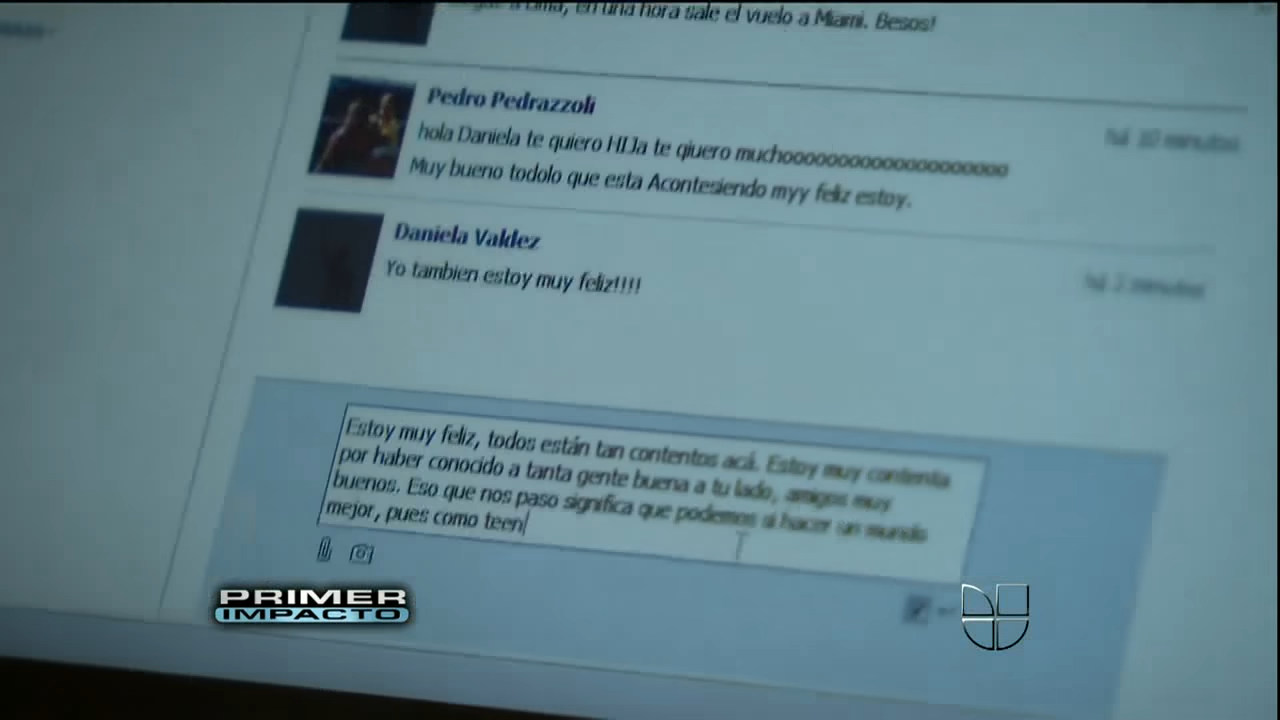 a Lima, en una hora sale el vuelo a Miami. Besos!
Pedro Pedrazzoli
há 10 minutos
hola Daniela te quiero HIJa te qiuero muchooooooooooooooooooooo
Muy bueno todolo que esta Acontesiendo myy feliz estoy.
Daniela Valdez
há 2 minutos
Yo tambien estoy muy feliz!!!!
Estoy muy feliz, todos están tan contentos acá. Estoy muy contenta
por haber conocido a tanta gente buena a tu lado, amigos muy
buenos. Eso que nos paso significa que podemos si hacer un mundo
mejor, pues como teen
PRIMER
IMPACTO